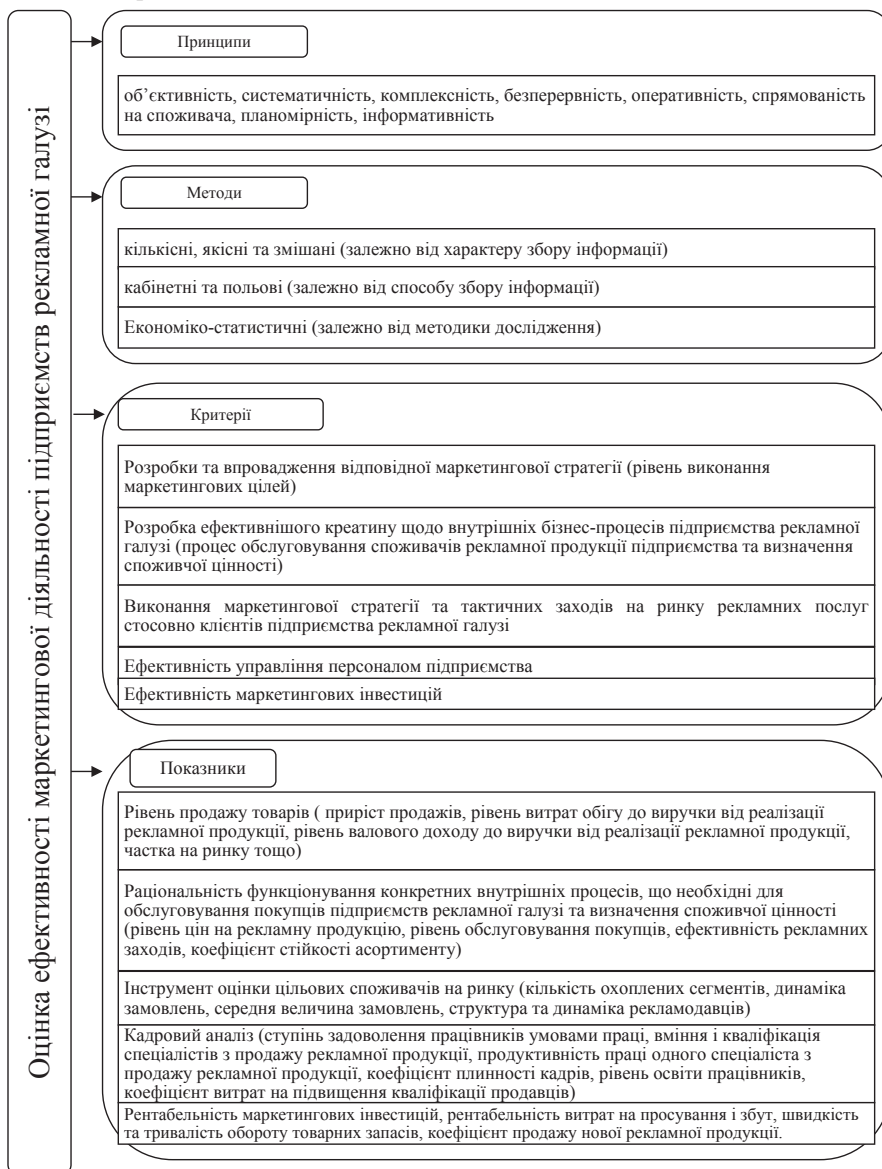 Оцінка ефективності маркетингової діяльності підприємств рекламної галузі
Принципи
об’єктивність, систематичність, комплексність, безперервність, оперативність, спрямованість
на споживача, планомірність, інформативність
Методи
кількісні, якісні та змішані (залежно від характеру збору інформації)
кабінетні та польові (залежно від способу збору інформації)
Економіко-статистичні (залежно від методики дослідження)
Критерії
Розробки та впровадження відповідної маркетингової стратегії (рівень виконання
маркетингових цілей)
Розробка ефективнішого креатину щодо внутрішніх бізнес-процесів підприємства рекламної
галузі (процес обслуговування споживачів рекламної продукції підприємства та визначення
споживчої цінності)
Виконання маркетингової стратегії та тактичних заходів на ринку рекламних послуг
стосовно клієнтів підприємства рекламної галузі
Ефективність управління персоналом підприємства
Ефективність маркетингових інвестицій
Показники
Рівень продажу товарів ( приріст продажів, рівень витрат обігу до виручки від реалізації
рекламної продукції, рівень валового доходу до виручки від реалізації рекламної продукції,
частка на ринку тощо)
Раціональність функціонування конкретних внутрішніх процесів, що необхідні для
обслуговування покупців підприємств рекламної галузі та визначення споживчої цінності
(рівень цін на рекламну продукцію, рівень обслуговування покупців, ефективність рекламних
заходів, коефіцієнт стійкості асортименту)
Інструмент оцінки цільових споживачів на ринку (кількість охоплених сегментів, динаміка
замовлень, середня величина замовлень, структура та динаміка рекламодавців)
Кадровий аналіз (ступінь задоволення працівників умовами праці, вміння і кваліфікація
спеціалістів з продажу рекламної продукції, продуктивність праці одного спеціаліста з
продажу рекламної продукції, коефіцієнт плинності кадрів, рівень освіти працівників,
коефіцієнт витрат на підвищення кваліфікації продавців)
Рентабельність маркетингових інвестицій, рентабельність витрат на просування і збут, швидкість
та тривалість обороту товарних запасів, коефіцієнт продажу нової рекламної продукції.